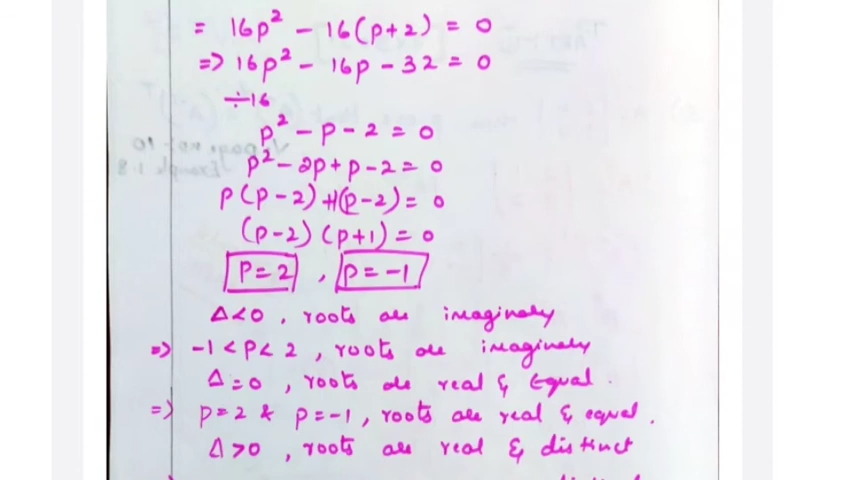 = 16p² - 16(p+2) = 0
=> 16p² - 16p - 32 = 0
÷16
p² - p - 2 = 0
p² - 2p + p - 2 = 0
p(p-2) +1(p-2) = 0
(p-2) (p+1) = 0
P = 2 , p = -1
Δ<0 , roots are imaginary
=> -1 < p < 2 , roots are imaginary
Δ = 0 , roots are real & Equal .
=> p=2 & p=-1 , roots are real & equal .
Δ >0 , roots are real & distinct